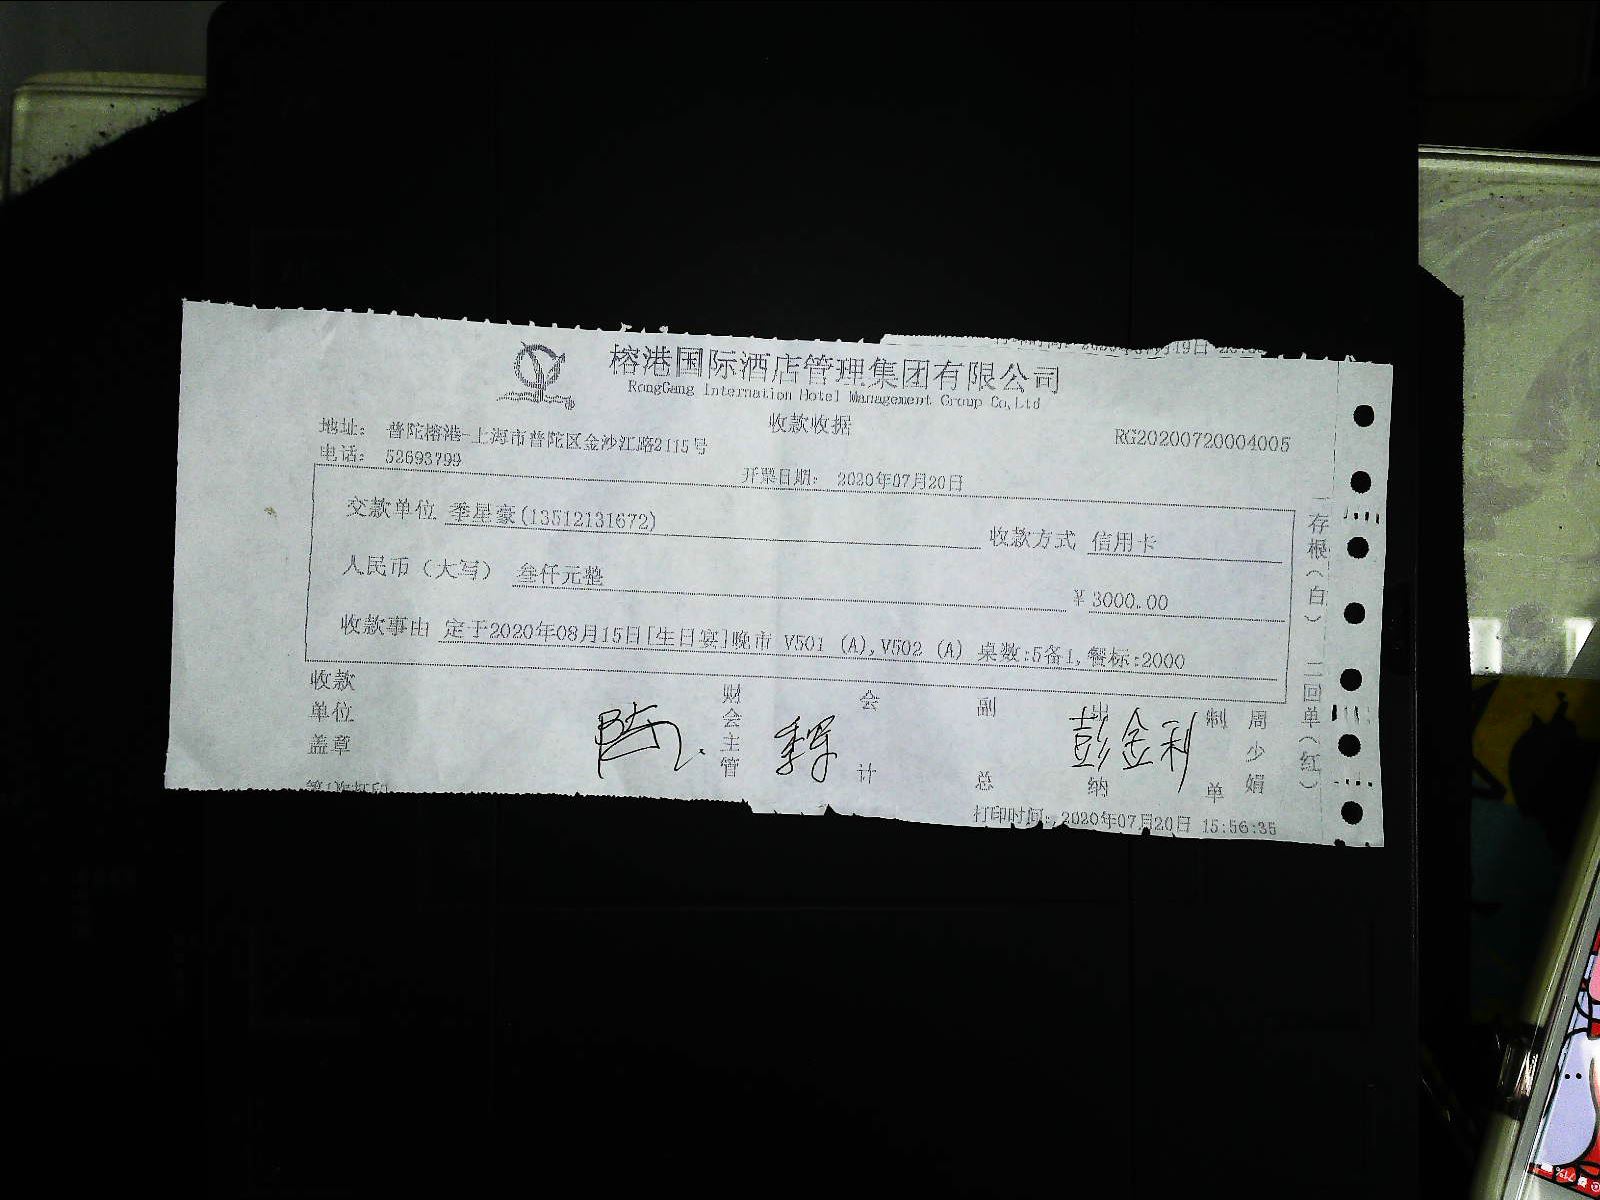 榕港国际酒店管理集团有限公司
RongGang Internation Hotel Management Group Co,Ltd
收款收据
地址： 普陀榕港-上海市普陀区金沙江路2115号
RG20200720004005
电话： 52693799
开票日期： 2020年07月20日
交款单位 季星豪(13512131672) 收款方式 信用卡
人民币（大写） 叁仟元整 ￥3000.00
收款事由 定于2020年08月15日[生日宴]晚市 V501 (A),V502 (A) 桌数:5备1,餐标:2000
收款单位盖章
财会主管
会计
副总
出纳 彭金利
制单 周少娟
打印时间：2020年07月20日 15:56:35
一存根（白） 二回单（红）